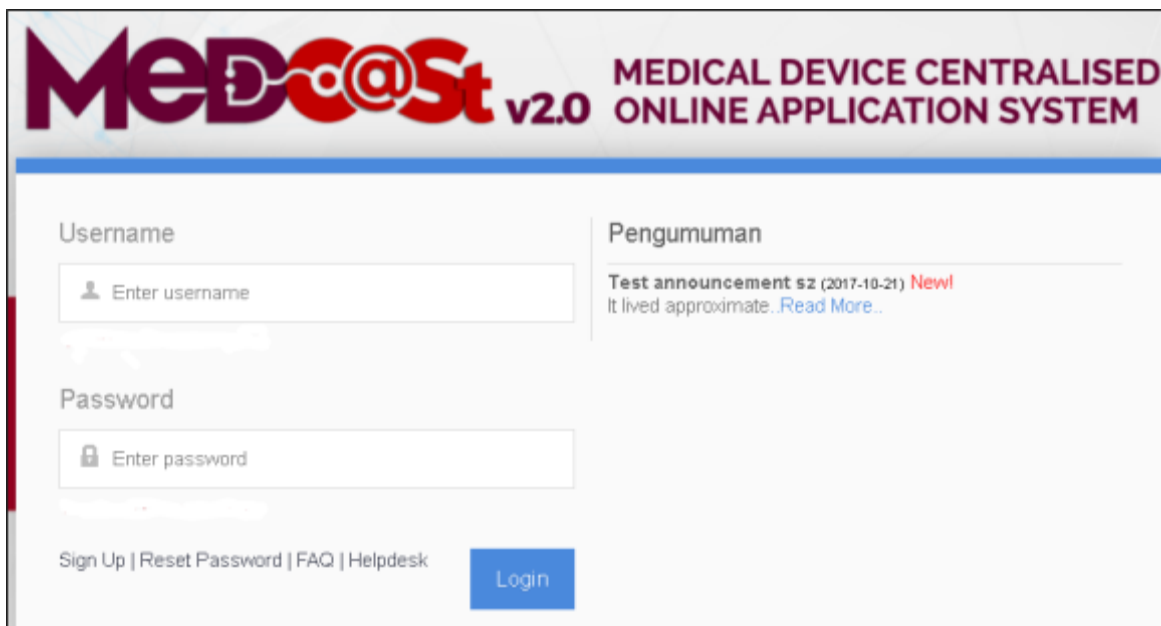 MeDC@St v2.0
MEDICAL DEVICE CENTRALISED
ONLINE APPLICATION SYSTEM
Username
Enter username
Password
Enter password
Sign Up | Reset Password | FAQ | Helpdesk
Login
Pengumuman
Test announcement sz (2017-10-21) New!
It lived approximate..Read More..